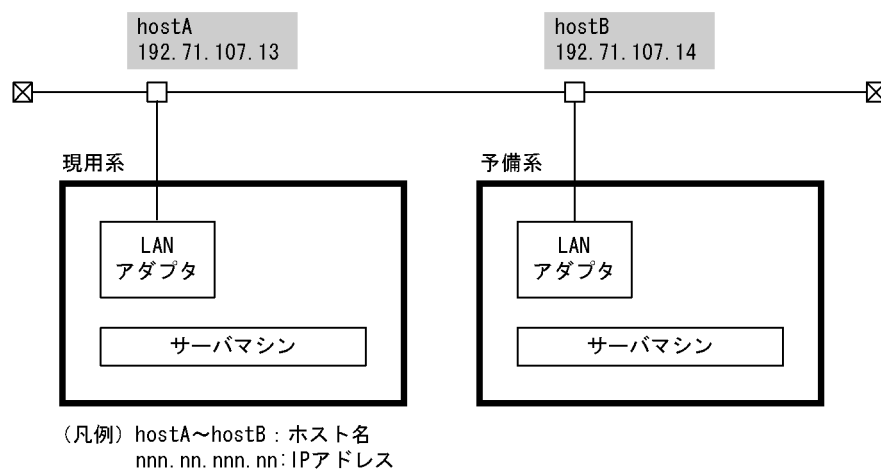 hostA
192.71.107.13
hostB
192.71.107.14
現用系
予備系
LAN
アダプタ
LAN
アダプタ
サーバマシン
サーバマシン
（凡例）hostA～hostB：ホスト名
nnn.nn.nnn.nn:IPアドレス